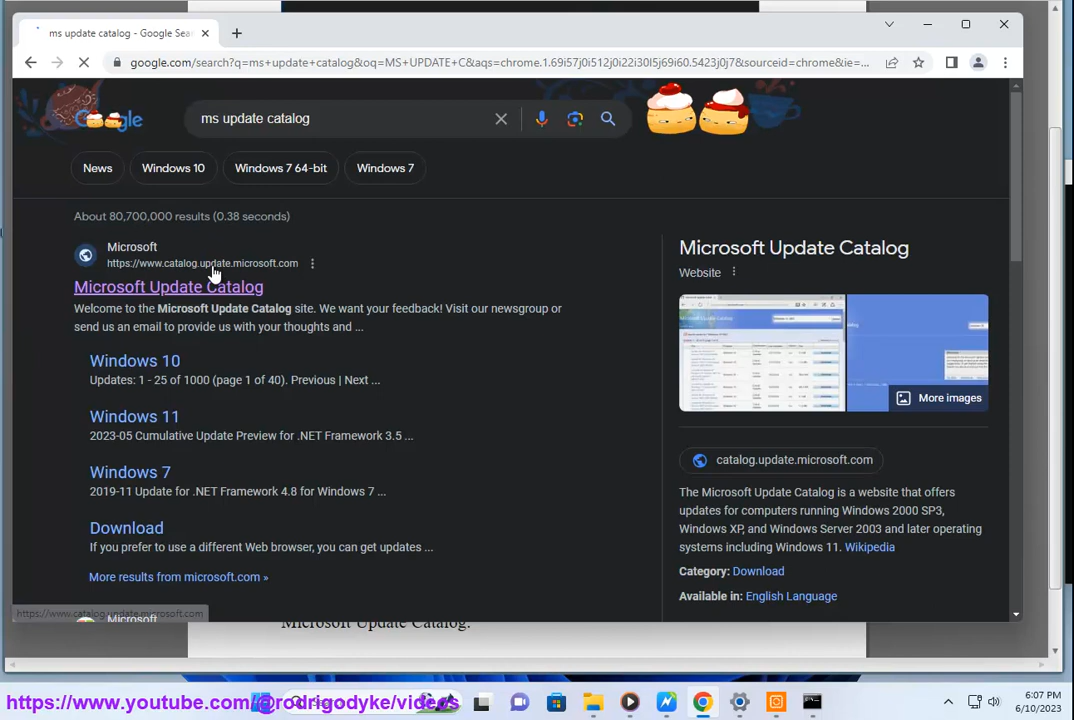 ms update catalog - Google Sea
google.com/search?q=ms+update+catalog&oq=MS+UPDATE+C&aqs=chrome.1.69i57j0i512j0i22i30l5j69i60.5423j0j7&sourceid=chrome&ie=...
Google
ms update catalog
News
Windows 10
Windows 7 64-bit
Windows 7
About 80,700,000 results (0.38 seconds)
Microsoft
https://www.catalog.update.microsoft.com
Microsoft Update Catalog
Welcome to the Microsoft Update Catalog site. We want your feedback! Visit our newsgroup or
send us an email to provide us with your thoughts and ...
Windows 10
Updates: 1 - 25 of 1000 (page 1 of 40). Previous | Next ...
Windows 11
2023-05 Cumulative Update Preview for .NET Framework 3.5 ...
Windows 7
2019-11 Update for .NET Framework 4.8 for Windows 7 ...
Download
If you prefer to use a different Web browser, you can get updates ...
More results from microsoft.com »
https://www.catalog.update.microsoft.com
Microsoft
Microsoft Update Catalog
Website
More images
catalog.update.microsoft.com
The Microsoft Update Catalog is a website that offers
updates for computers running Windows 2000 SP3,
Windows XP, and Windows Server 2003 and later operating
systems including Windows 11. Wikipedia
Category: Download
Available in: English Language
Microsoft Update Catalog.
https://www.youtube.com/@rodrigodyke/videos
6:07 PM
6/10/2023